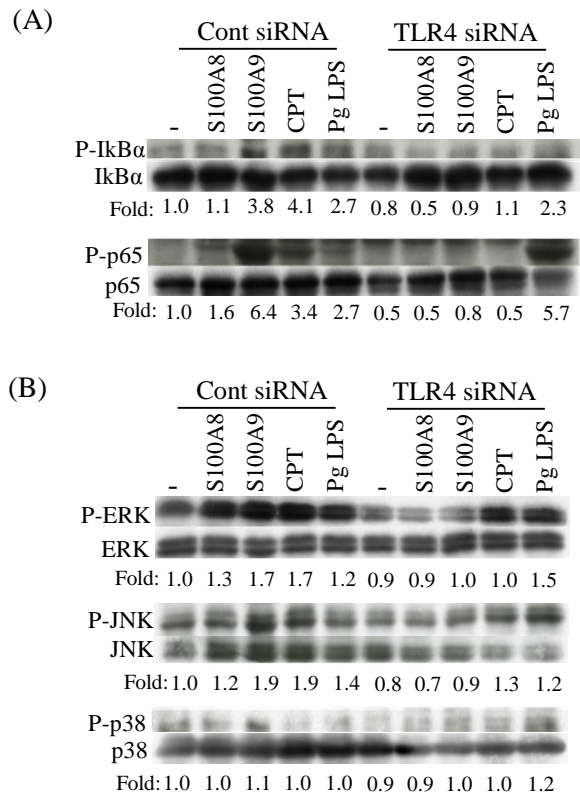 (A)
Cont siRNA TLR4 siRNA
- S100A8 S100A9 CPT Pg LPS - S100A8 S100A9 CPT Pg LPS
P-IkBα
IkBα
Fold: 1.0 1.1 3.8 4.1 2.7 0.8 0.5 0.9 1.1 2.3
P-p65
p65
Fold: 1.0 1.6 6.4 3.4 2.7 0.5 0.5 0.8 0.5 5.7
(B)
Cont siRNA TLR4 siRNA
- S100A8 S100A9 CPT Pg LPS - S100A8 S100A9 CPT Pg LPS
P-ERK
ERK
Fold: 1.0 1.3 1.7 1.7 1.2 0.9 0.9 1.0 1.0 1.5
P-JNK
JNK
Fold: 1.0 1.2 1.9 1.9 1.4 0.8 0.7 0.9 1.3 1.2
P-p38
p38
Fold: 1.0 1.0 1.1 1.0 1.0 0.9 0.9 1.0 1.0 1.2